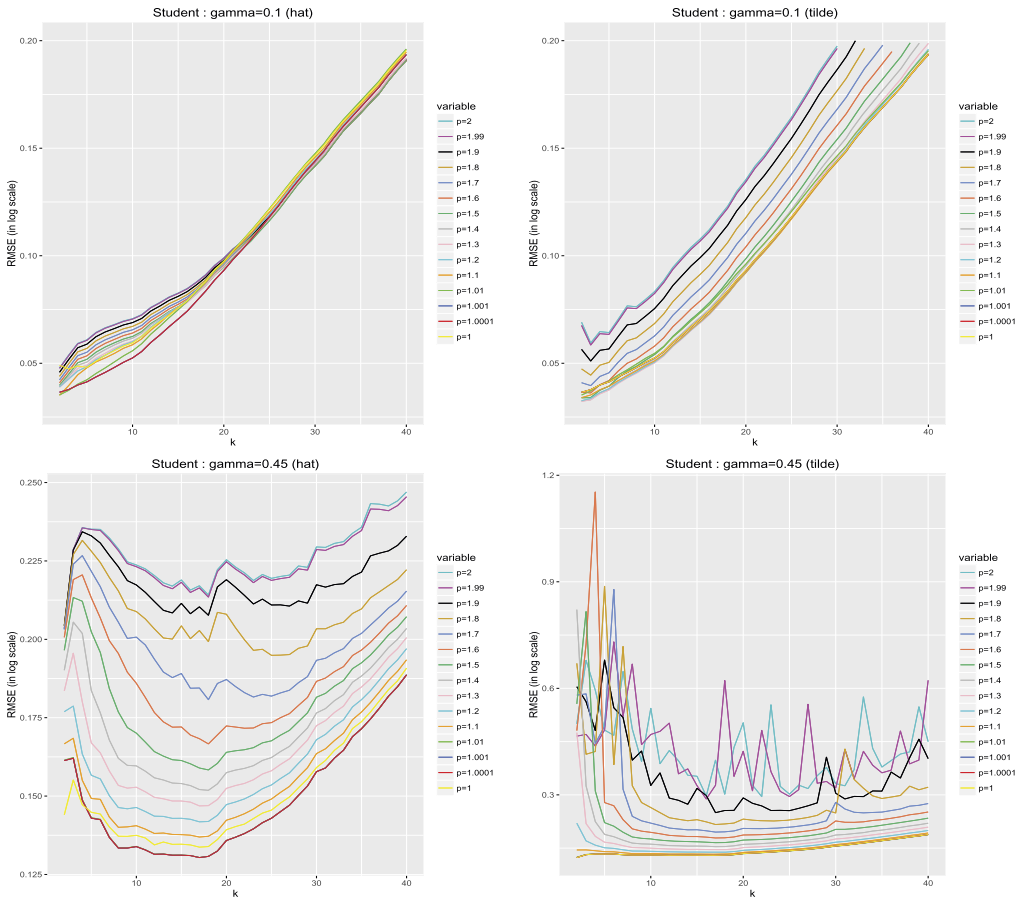 Student : gamma=0.1 (hat)
RMSE (in log scale)
0.20
0.15
0.10
0.05
10
20
30
40
k
variable
p=2
p=1.99
p=1.9
p=1.8
p=1.7
p=1.6
p=1.5
p=1.4
p=1.3
p=1.2
p=1.1
p=1.01
p=1.001
p=1.0001
p=1
Student : gamma=0.1 (tilde)
RMSE (in log scale)
0.20
0.15
0.10
0.05
10
20
30
40
k
variable
p=2
p=1.99
p=1.9
p=1.8
p=1.7
p=1.6
p=1.5
p=1.4
p=1.3
p=1.2
p=1.1
p=1.01
p=1.001
p=1.0001
p=1
Student : gamma=0.45 (hat)
RMSE (in log scale)
0.250
0.225
0.200
0.175
0.150
0.125
10
20
30
40
k
variable
p=2
p=1.99
p=1.9
p=1.8
p=1.7
p=1.6
p=1.5
p=1.4
p=1.3
p=1.2
p=1.1
p=1.01
p=1.001
p=1.0001
p=1
Student : gamma=0.45 (tilde)
RMSE (in log scale)
1.2
0.9
0.6
0.3
10
20
30
40
k
variable
p=2
p=1.99
p=1.9
p=1.8
p=1.7
p=1.6
p=1.5
p=1.4
p=1.3
p=1.2
p=1.1
p=1.01
p=1.001
p=1.0001
p=1